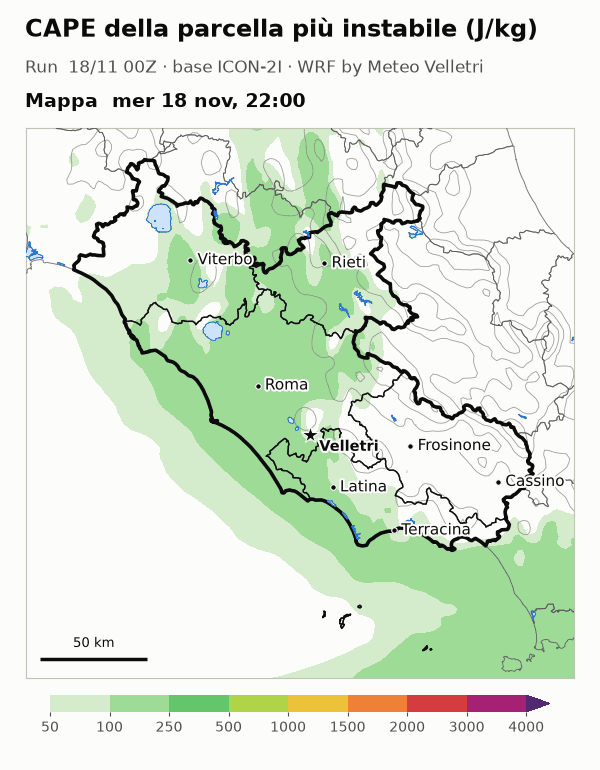 CAPE della parcella più instabile (J/kg)
Run  18/11 00Z · base ICON-2I · WRF by Meteo Velletri
Mappa  mer 18 nov, 22:00
Viterbo
Rieti
Roma
Velletri
Frosinone
Cassino
Latina
Terracina
50 km
50 100 250 500 1000 1500 2000 3000 4000